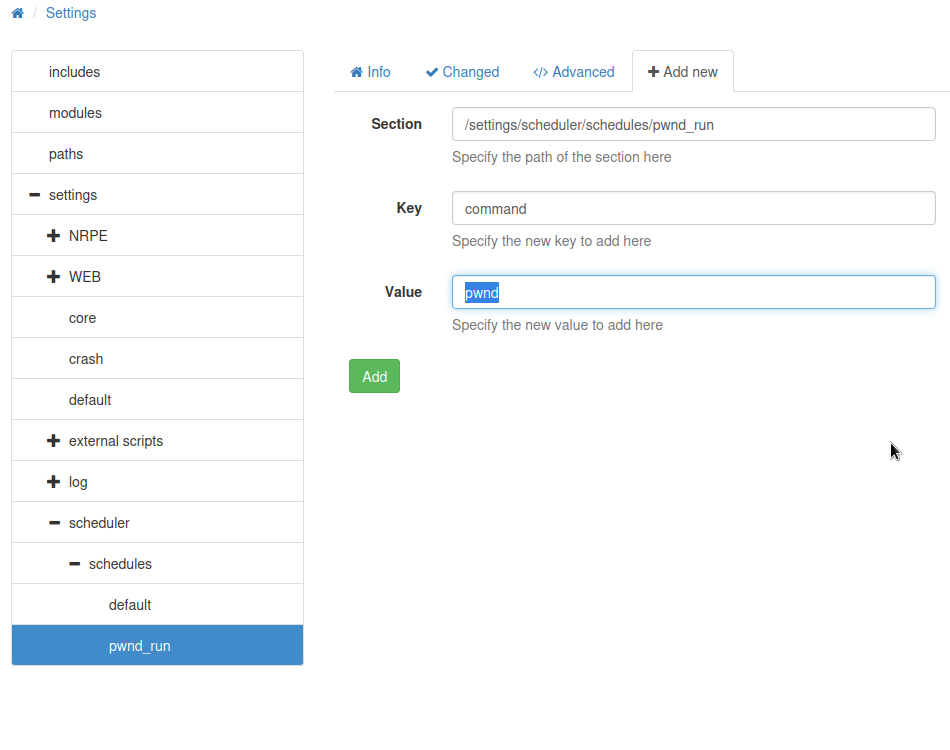 / Settings
includes
modules
paths
settings
NRPE
WEB
core
crash
default
external scripts
log
scheduler
schedules
default
pwnd_run
Info Changed </> Advanced Add new
Section /settings/scheduler/schedules/pwnd_run
Specify the path of the section here
Key command
Specify the new key to add here
Value pwnd
Specify the new value to add here
Add